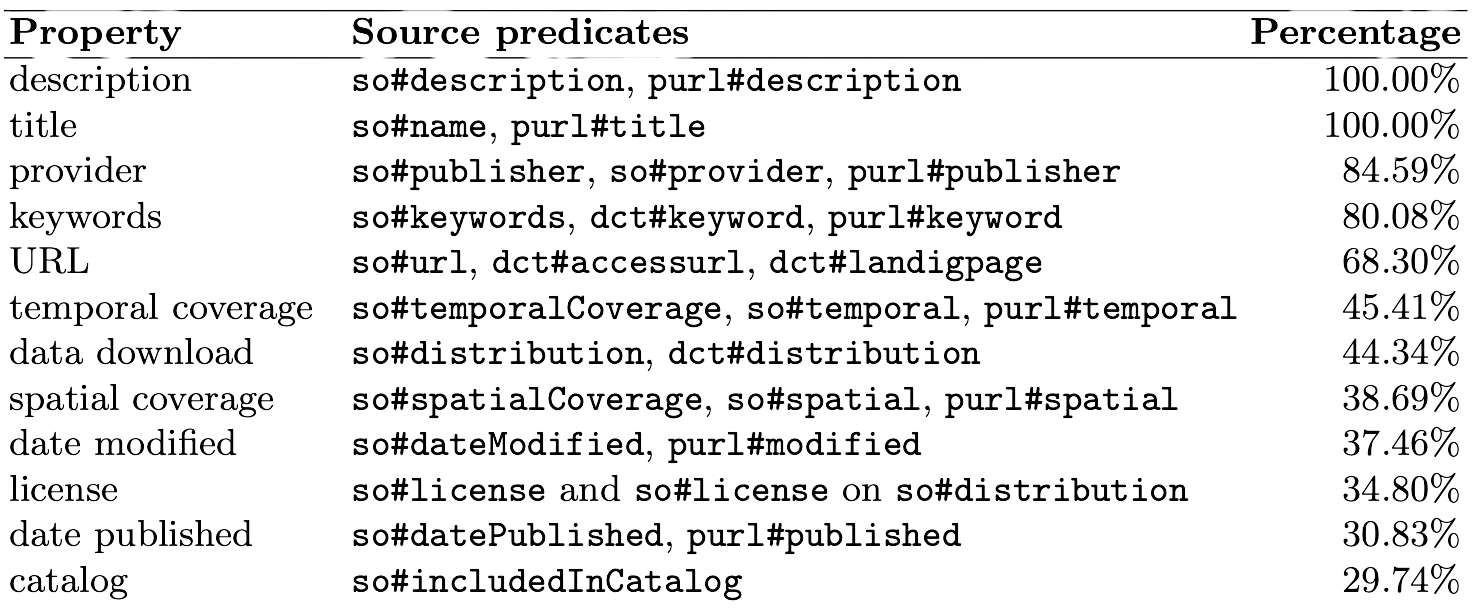 Property Source predicates Percentage
description so#description, purl#description 100.00%
title so#name, purl#title 100.00%
provider so#publisher, so#provider, purl#publisher 84.59%
keywords so#keywords, dct#keyword, purl#keyword 80.08%
URL so#url, dct#accessurl, dct#landigpage 68.30%
temporal coverage so#temporalCoverage, so#temporal, purl#temporal 45.41%
data download so#distribution, dct#distribution 44.34%
spatial coverage so#spatialCoverage, so#spatial, purl#spatial 38.69%
date modified so#dateModified, purl#modified 37.46%
license so#license and so#license on so#distribution 34.80%
date published so#datePublished, purl#published 30.83%
catalog so#includedInCatalog 29.74%